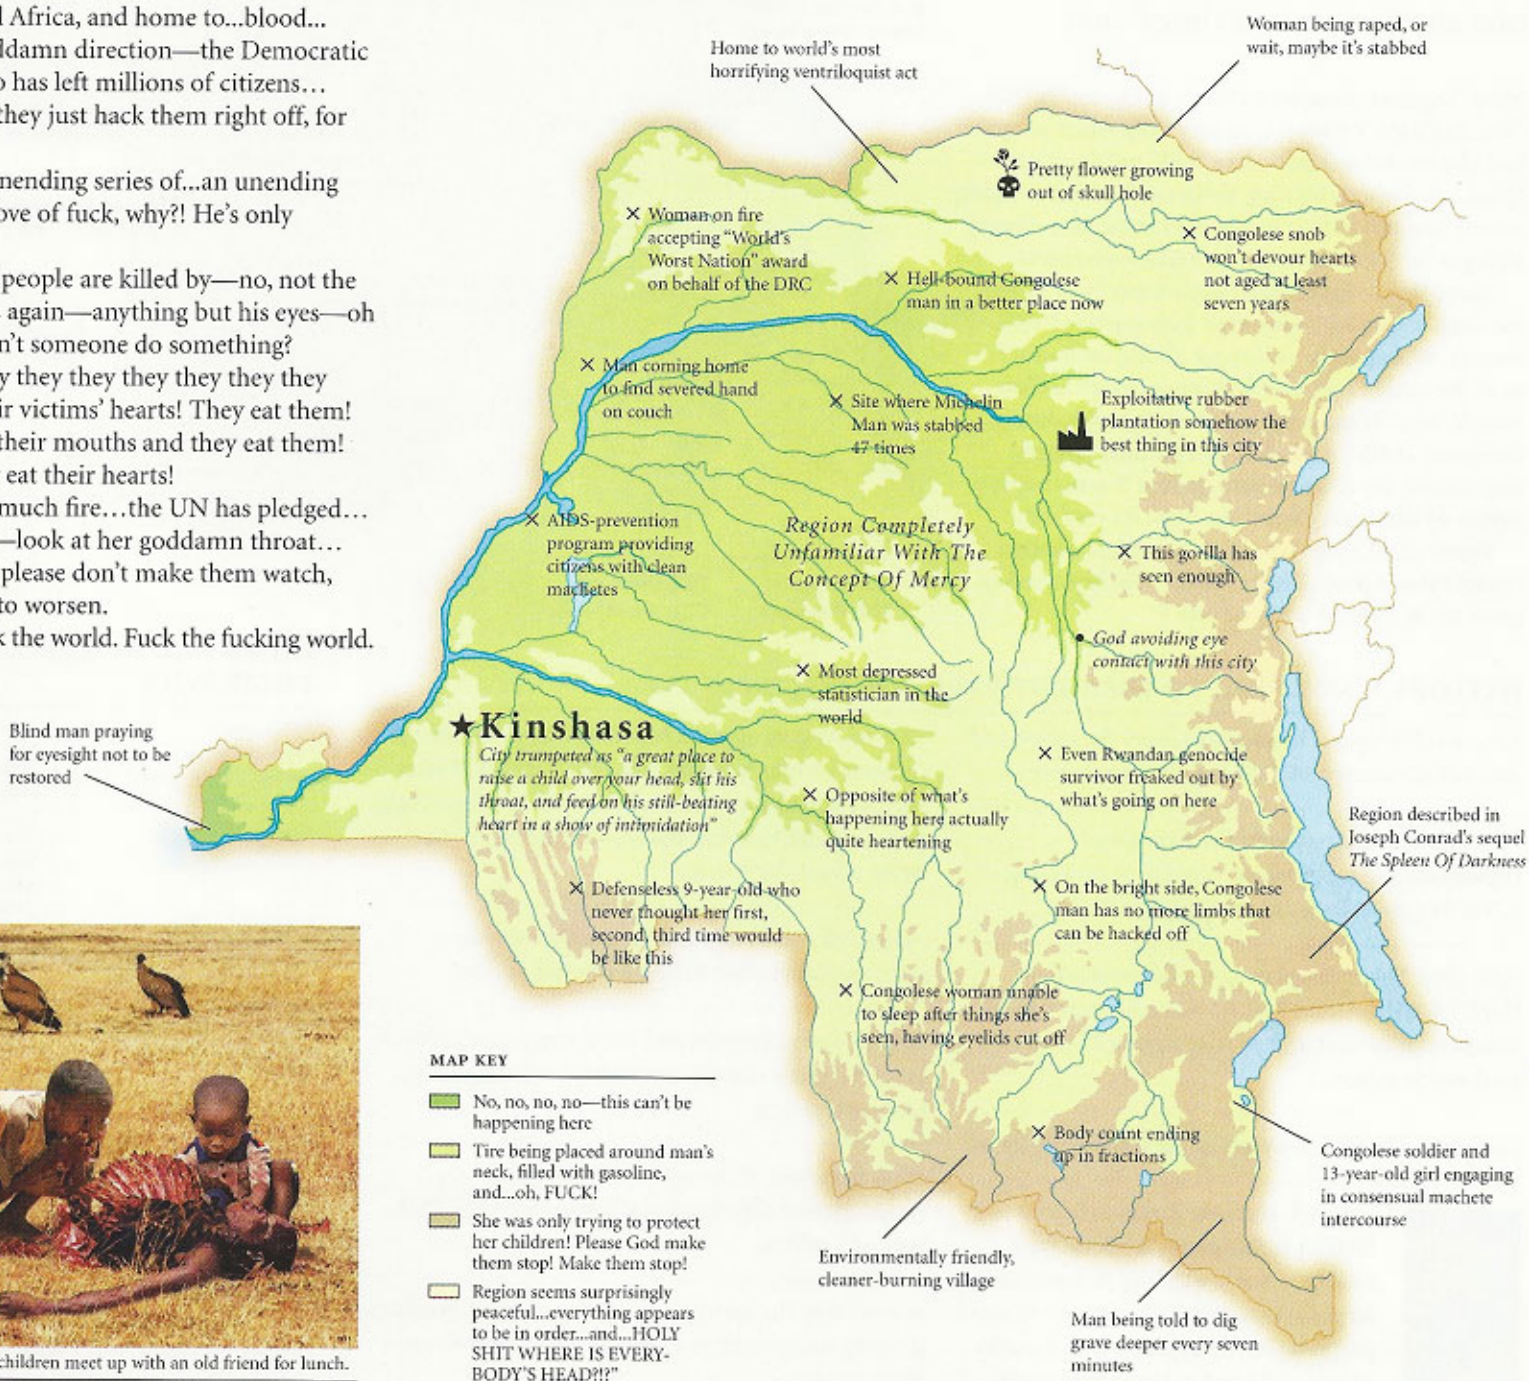 l Africa, and home to...blood...
ldamn direction—the Democratic
o has left millions of citizens…
they just hack them right off, for
nending series of...an unending
ove of fuck, why?! He's only
people are killed by—no, not the
again—anything but his eyes—oh
n't someone do something?
y they they they they they they
ir victims' hearts! They eat them!
their mouths and they eat them!
eat their hearts!
much fire…the UN has pledged…
—look at her goddamn throat…
please don't make them watch,
to worsen.
k the world. Fuck the fucking world.
Home to world's most
horrifying ventriloquist act
Woman being raped, or
wait, maybe it's stabbed
Pretty flower growing
out of skull hole
Woman on fire
accepting "World's
Worst Nation" award
on behalf of the DRC
Congolese snob
won't devour hearts
not aged at least
seven years
Hell-bound Congolese
man in a better place now
Man coming home
to find severed hand
on couch
Site where Michelin
Man was stabbed
47 times
Exploitative rubber
plantation somehow the
best thing in this city
AIDS-prevention
program providing
citizens with clean
machetes
Region Completely
Unfamiliar With The
Concept Of Mercy
This gorilla has
seen enough
God avoiding eye
contact with this city
Most depressed
statistician in the
world
★Kinshasa
City trumpeted as "a great place to
raise a child over your head, slit his
throat, and feed on his still-beating
heart in a show of intimidation"
Blind man praying
for eyesight not to be
restored
Even Rwandan genocide
survivor freaked out by
what's going on here
Opposite of what's
happening here actually
quite heartening
Region described in
Joseph Conrad's sequel
The Spleen Of Darkness
Defenseless 9-year-old who
never thought her first,
second, third time would
be like this
On the bright side, Congolese
man has no more limbs that
can be hacked off
Congolese woman unable
to sleep after things she's
seen, having eyelids cut off
Body count ending
up in fractions
Congolese soldier and
13-year-old girl engaging
in consensual machete
intercourse
Environmentally friendly,
cleaner-burning village
Man being told to dig
grave deeper every seven
minutes
MAP KEY
No, no, no, no—this can't be
happening here
Tire being placed around man's
neck, filled with gasoline,
and...oh, FUCK!
She was only trying to protect
her children! Please God make
them stop! Make them stop!
Region seems surprisingly
peaceful...everything appears
to be in order...and...HOLY
SHIT WHERE IS EVERY-
BODY'S HEAD?!?"
children meet up with an old friend for lunch.